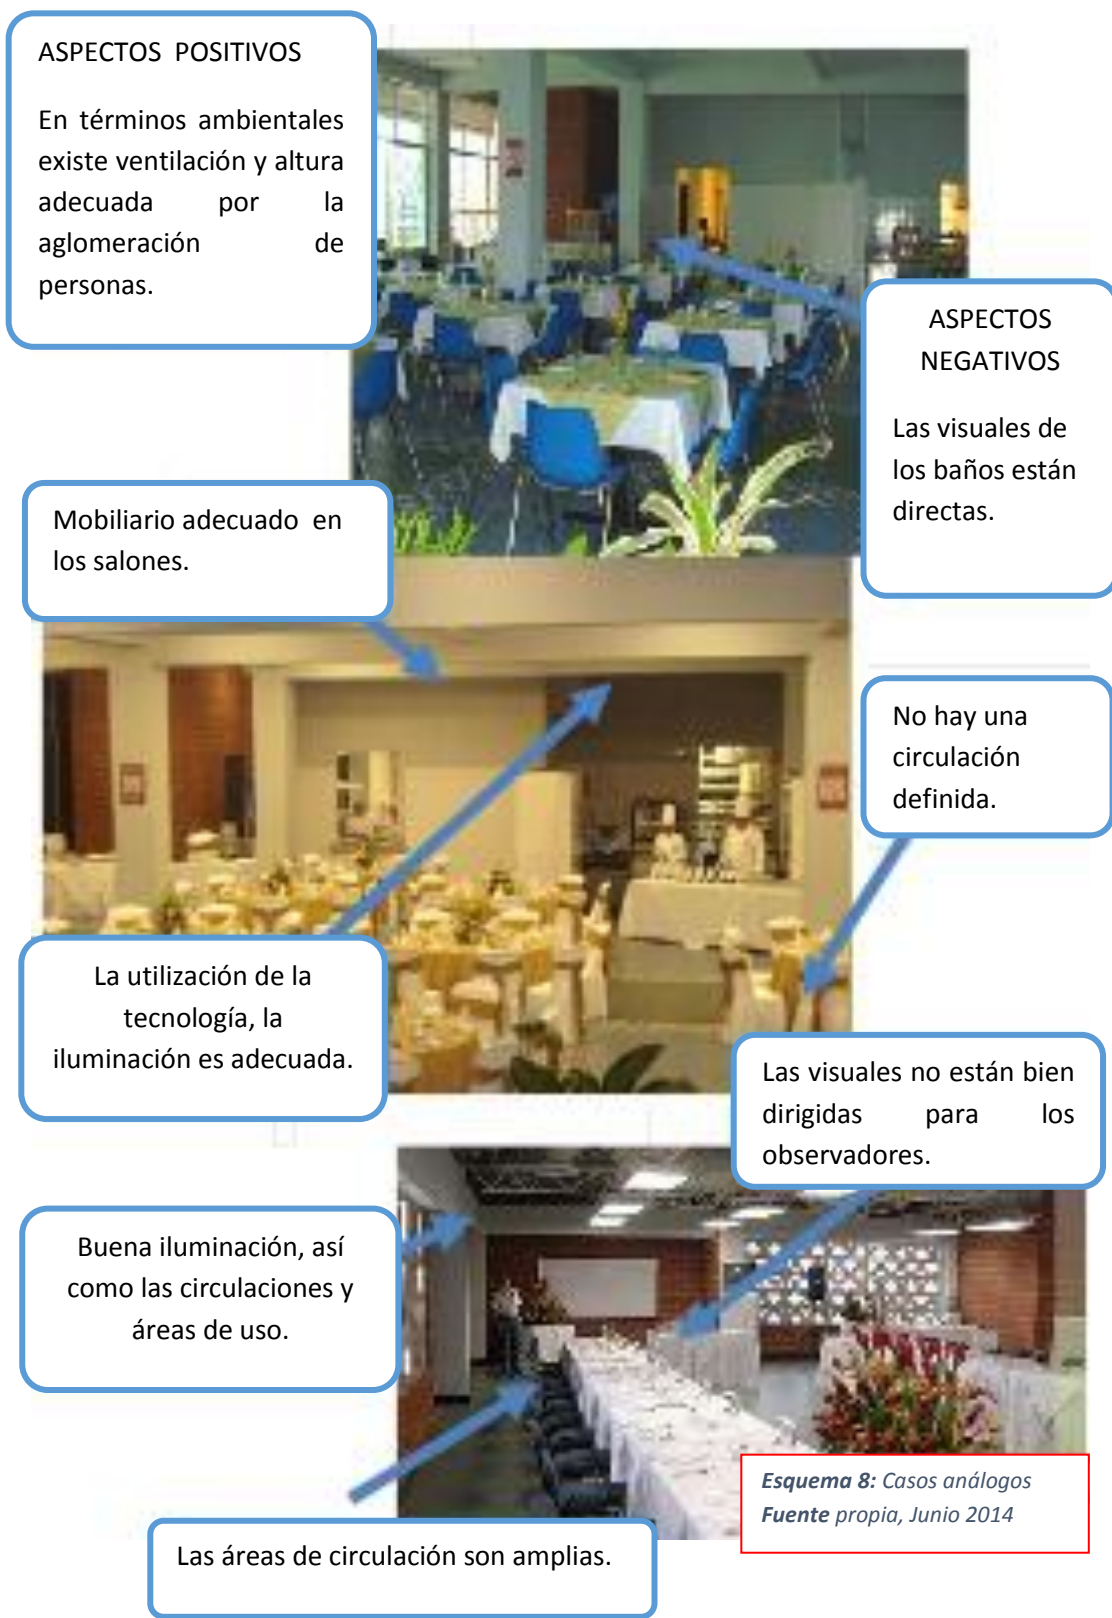 ASPECTOS  POSITIVOS
En términos ambientales
existe ventilación y altura
adecuada por la
aglomeración de
personas.
ASPECTOS
NEGATIVOS
Las visuales de
los baños están
directas.
Mobiliario adecuado  en
los salones.
No hay una
circulación
definida.
La utilización de la
tecnología, la
iluminación es adecuada.
Las visuales no están bien
dirigidas para los
observadores.
Buena iluminación, así
como las circulaciones y
áreas de uso.
Esquema 8: Casos análogos
Fuente propia, Junio 2014
Las áreas de circulación son amplias.